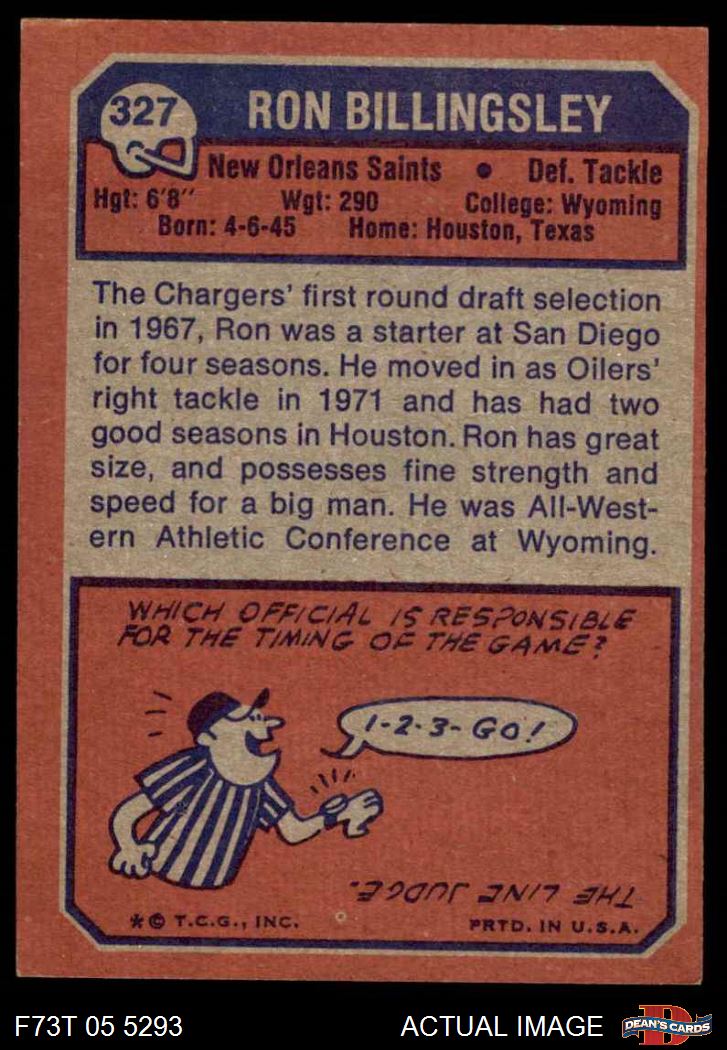 327
RON BILLINGSLEY
New Orleans Saints • Def. Tackle
Hgt: 6'8" Wgt: 290 College: Wyoming
Born: 4-6-45 Home: Houston, Texas
The Chargers' first round draft selection
in 1967, Ron was a starter at San Diego
for four seasons. He moved in as Oilers'
right tackle in 1971 and has had two
good seasons in Houston. Ron has great
size, and possesses fine strength and
speed for a big man. He was All-West-
ern Athletic Conference at Wyoming.
WHICH OFFICIAL IS RESPONSIBLE
FOR THE TIMING OF THE GAME?
1-2-3-GO!
THE LINE JUDGE.
*© T.C.G., INC. PRTD. IN U.S.A.
F73T 05 5293 ACTUAL IMAGE
D
DEAN'S CARDS